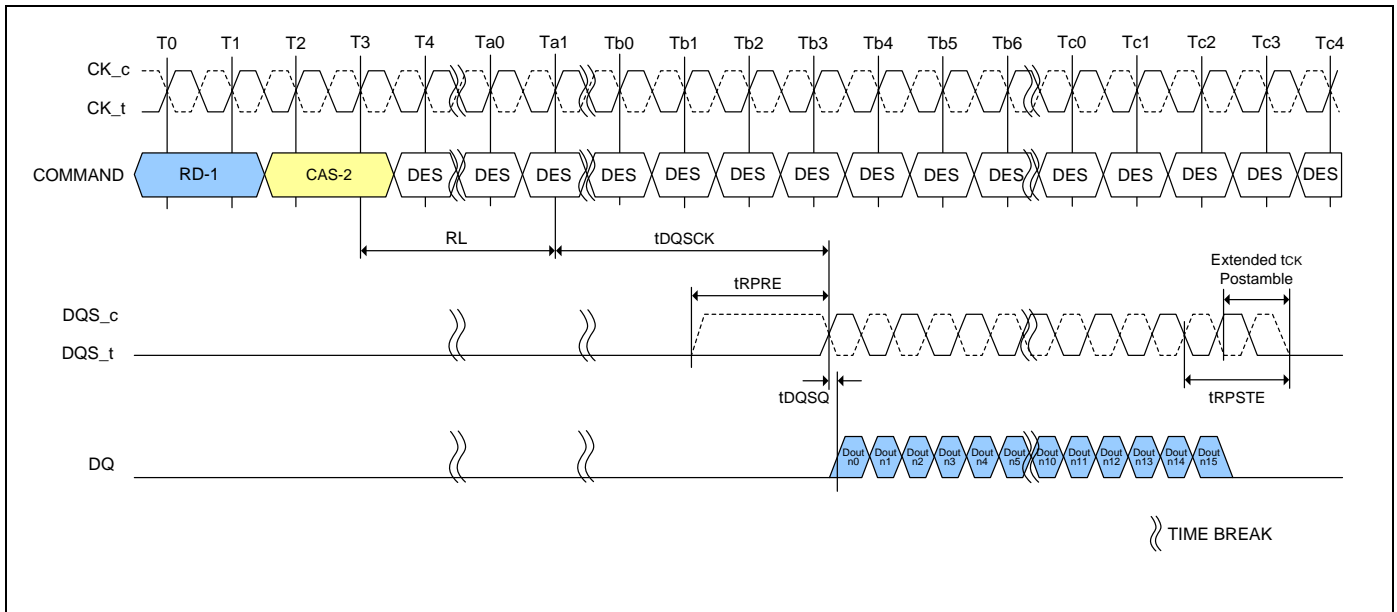 T0 T1 T2 T3 T4 Ta0 Ta1 Tb0 Tb1 Tb2 Tb3 Tb4 Tb5 Tb6 Tc0 Tc1 Tc2 Tc3 Tc4
CK_c
CK_t
COMMAND RD-1 CAS-2 DES DES DES DES DES DES DES DES DES DES DES DES DES DES DES
RL tDQSCK
Extended tCK
Postamble
tRPRE
DQS_c
DQS_t
tDQSQ tRPSTE
DQ
Dout Dout Dout Dout Dout Dout Dout Dout Dout Dout Dout Dout
n0 n1 n2 n3 n4 n5 n10 n11 n12 n13 n14 n15
TIME BREAK